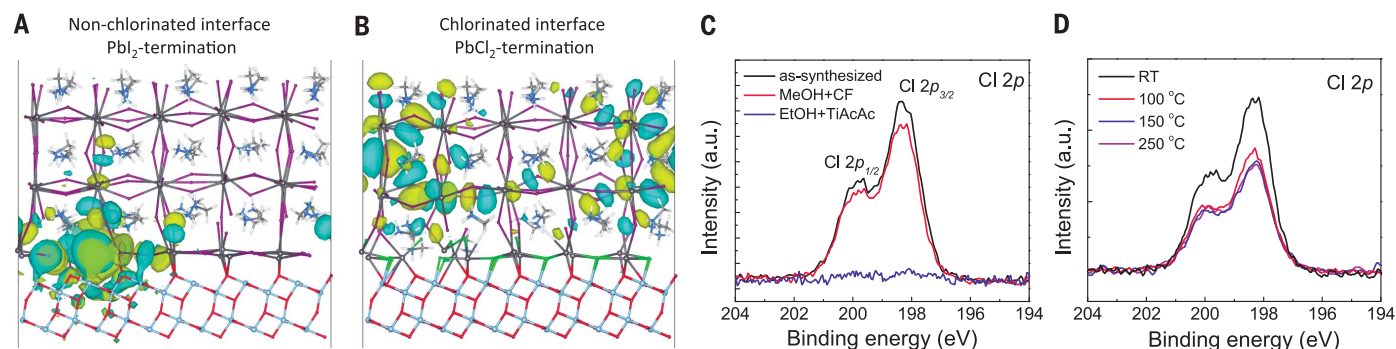 A
Non-chlorinated interface
PbI₂-termination
B
Chlorinated interface
PbCl₂-termination
C
as-synthesized
MeOH+CF
EtOH+TiAcAc
Cl 2p
Cl 2p₃/₂
Cl 2p₁/₂
Intensity (a.u.)
204 202 200 198 196 194
Binding energy (eV)
D
RT
100 °C
150 °C
250 °C
Cl 2p
Intensity (a.u.)
204 202 200 198 196 194
Binding energy (eV)